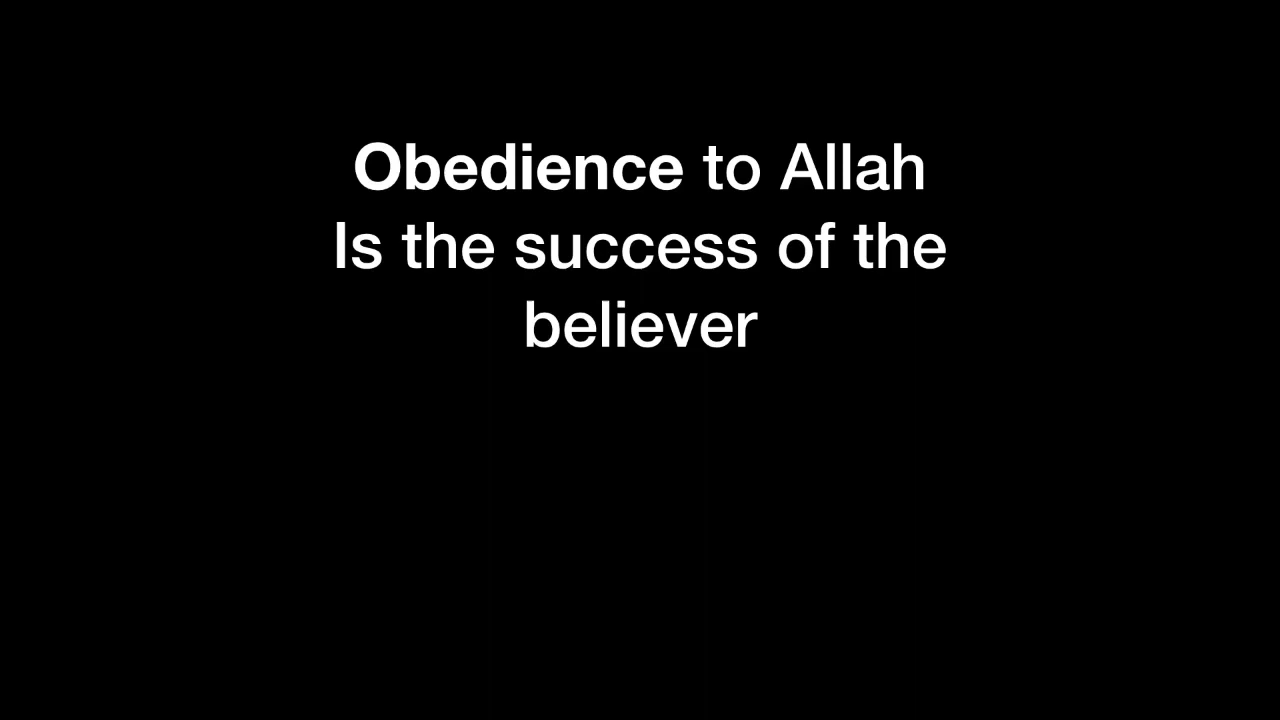 Obedience to Allah
Is the success of the
believer